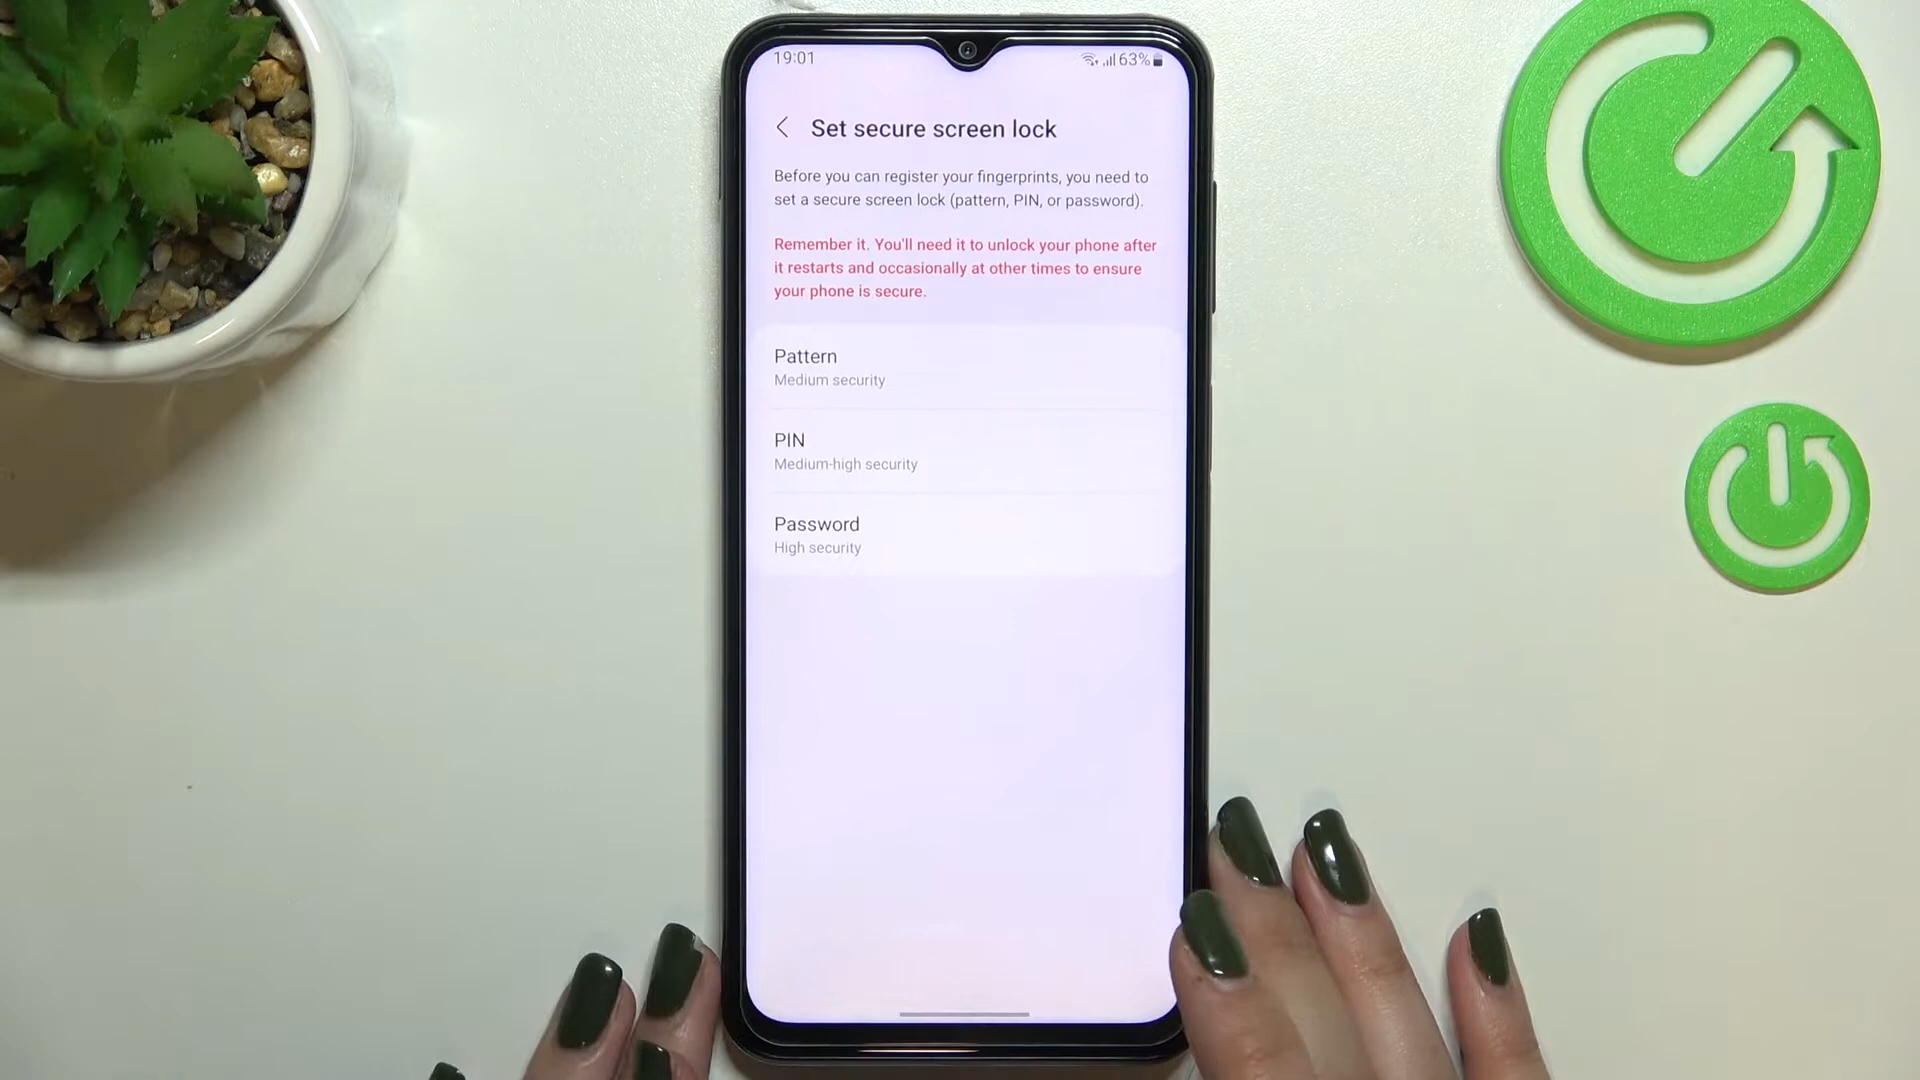 19:01
63%
Set secure screen lock
Before you can register your fingerprints, you need to
set a secure screen lock (pattern, PIN, or password).
Remember it. You'll need it to unlock your phone after
it restarts and occasionally at other times to ensure
your phone is secure.
Pattern
Medium security
PIN
Medium-high security
Password
High security